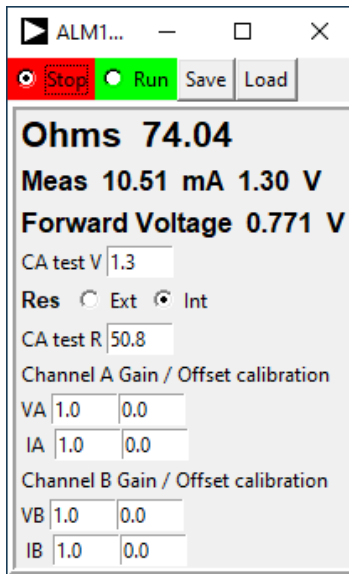 ALM1...
Stop Run Save Load
Ohms 74.04
Meas 10.51 mA 1.30 V
Forward Voltage 0.771 V
CA test V 1.3
Res Ext Int
CA test R 50.8
Channel A Gain / Offset calibration
VA 1.0 0.0
IA 1.0 0.0
Channel B Gain / Offset calibration
VB 1.0 0.0
IB 1.0 0.0